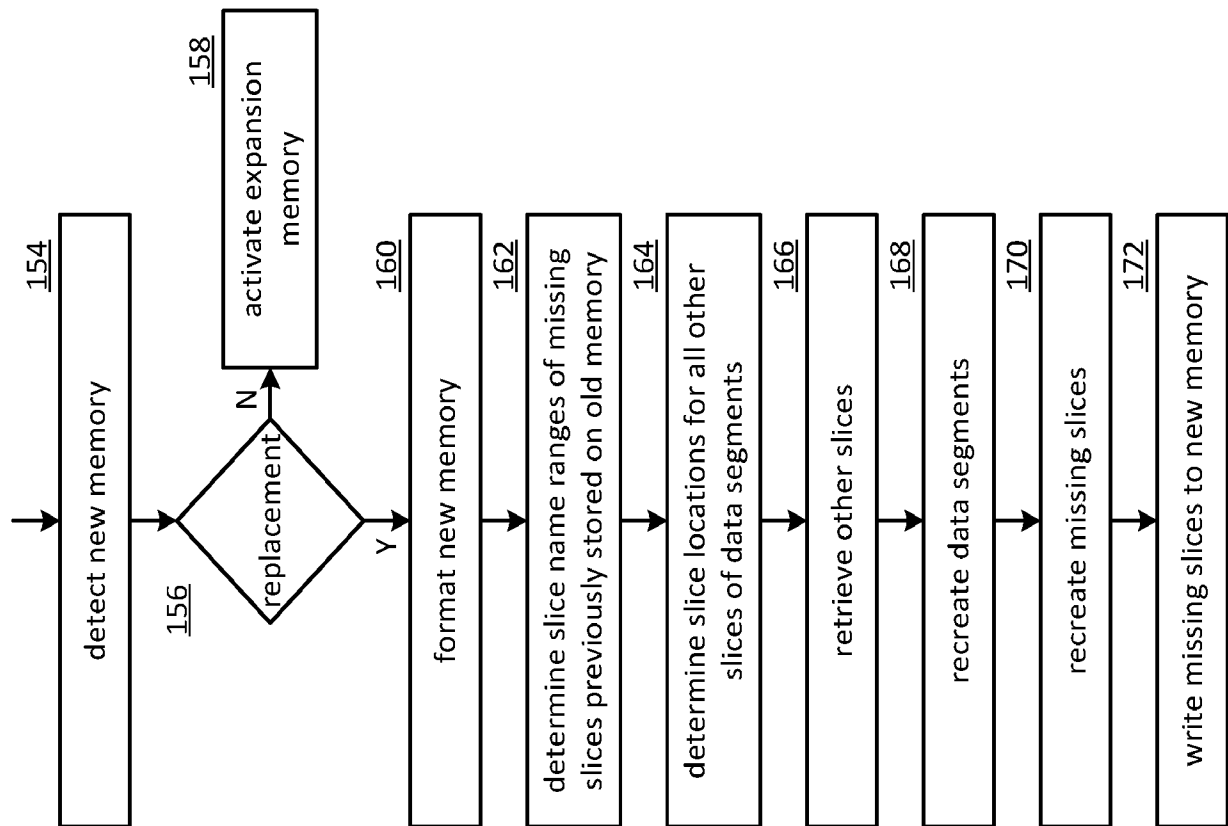 154
detect new memory
156
replacement
N
Y
158
activate expansion
memory
160
format new memory
162
determine slice name ranges of missing
slices previously stored on old memory
164
determine slice locations for all other
slices of data segments
166
retrieve other slices
168
recreate data segments
170
recreate missing slices
172
write missing slices to new memory